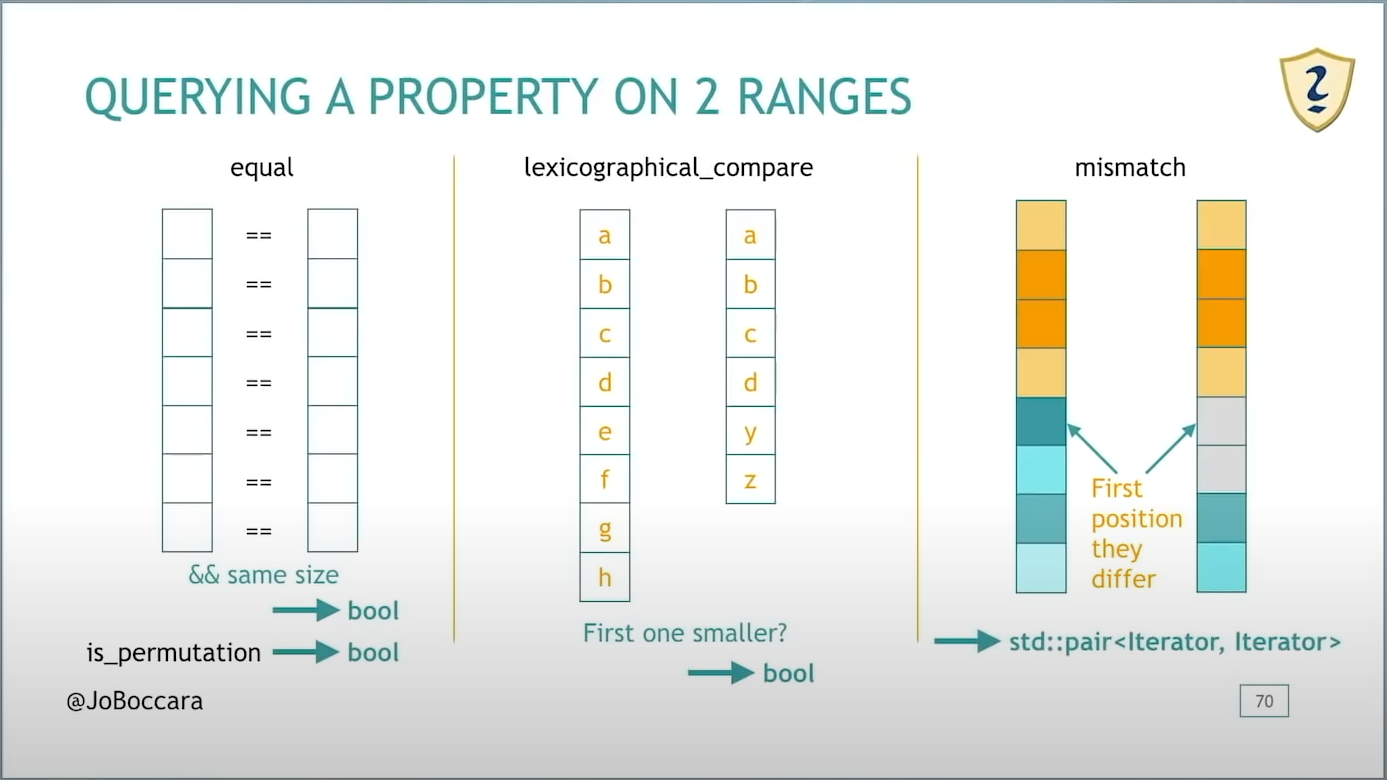 QUERYING A PROPERTY ON 2 RANGES
equal
==
==
==
==
==
==
==
&& same size
bool
is_permutation
bool
lexicographical_compare
a a
b b
c c
d d
e y
f z
g
h
First one smaller?
bool
mismatch
First
position
they
differ
std::pair<Iterator, Iterator>
@JoBoccara
70